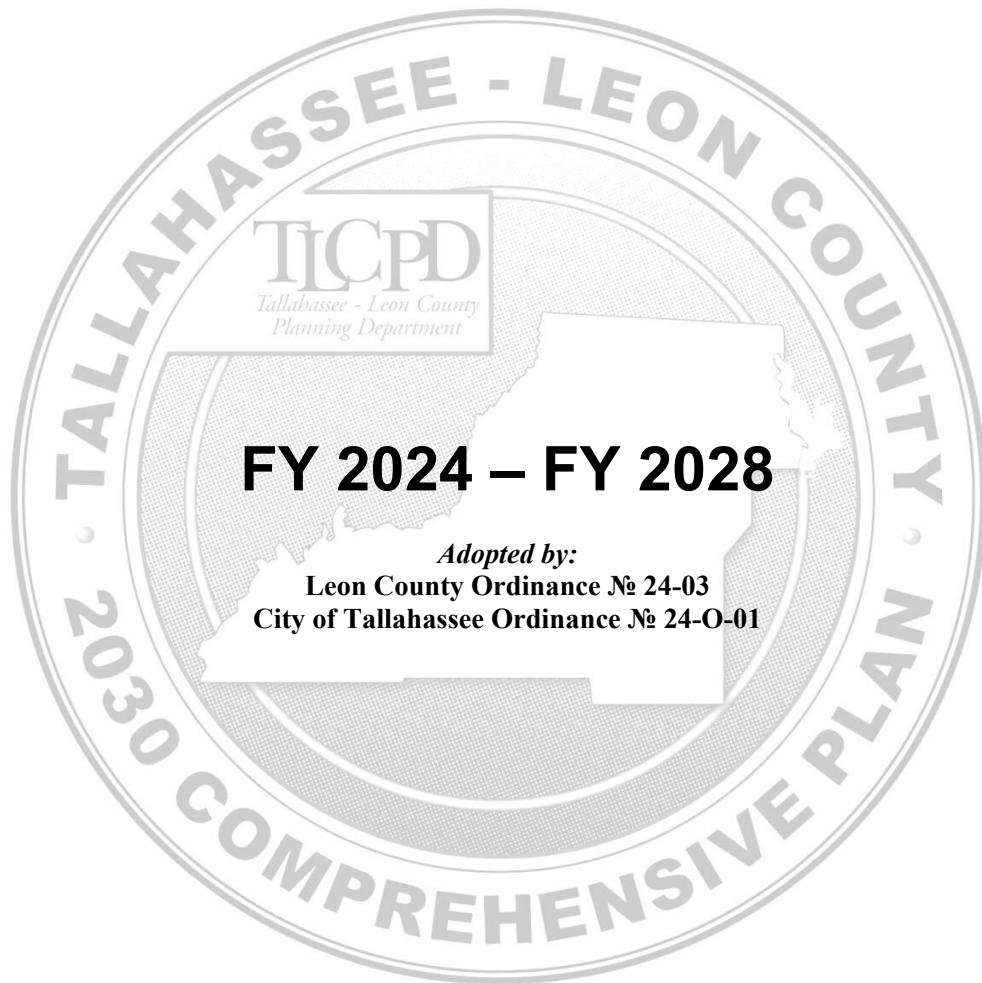 TALLAHASSEE - LEON COUNTY
TLCPD
Tallahassee - Leon County
Planning Department
FY 2024 – FY 2028
Adopted by:
Leon County Ordinance № 24-03
City of Tallahassee Ordinance № 24-O-01
2030 COMPREHENSIVE PLAN